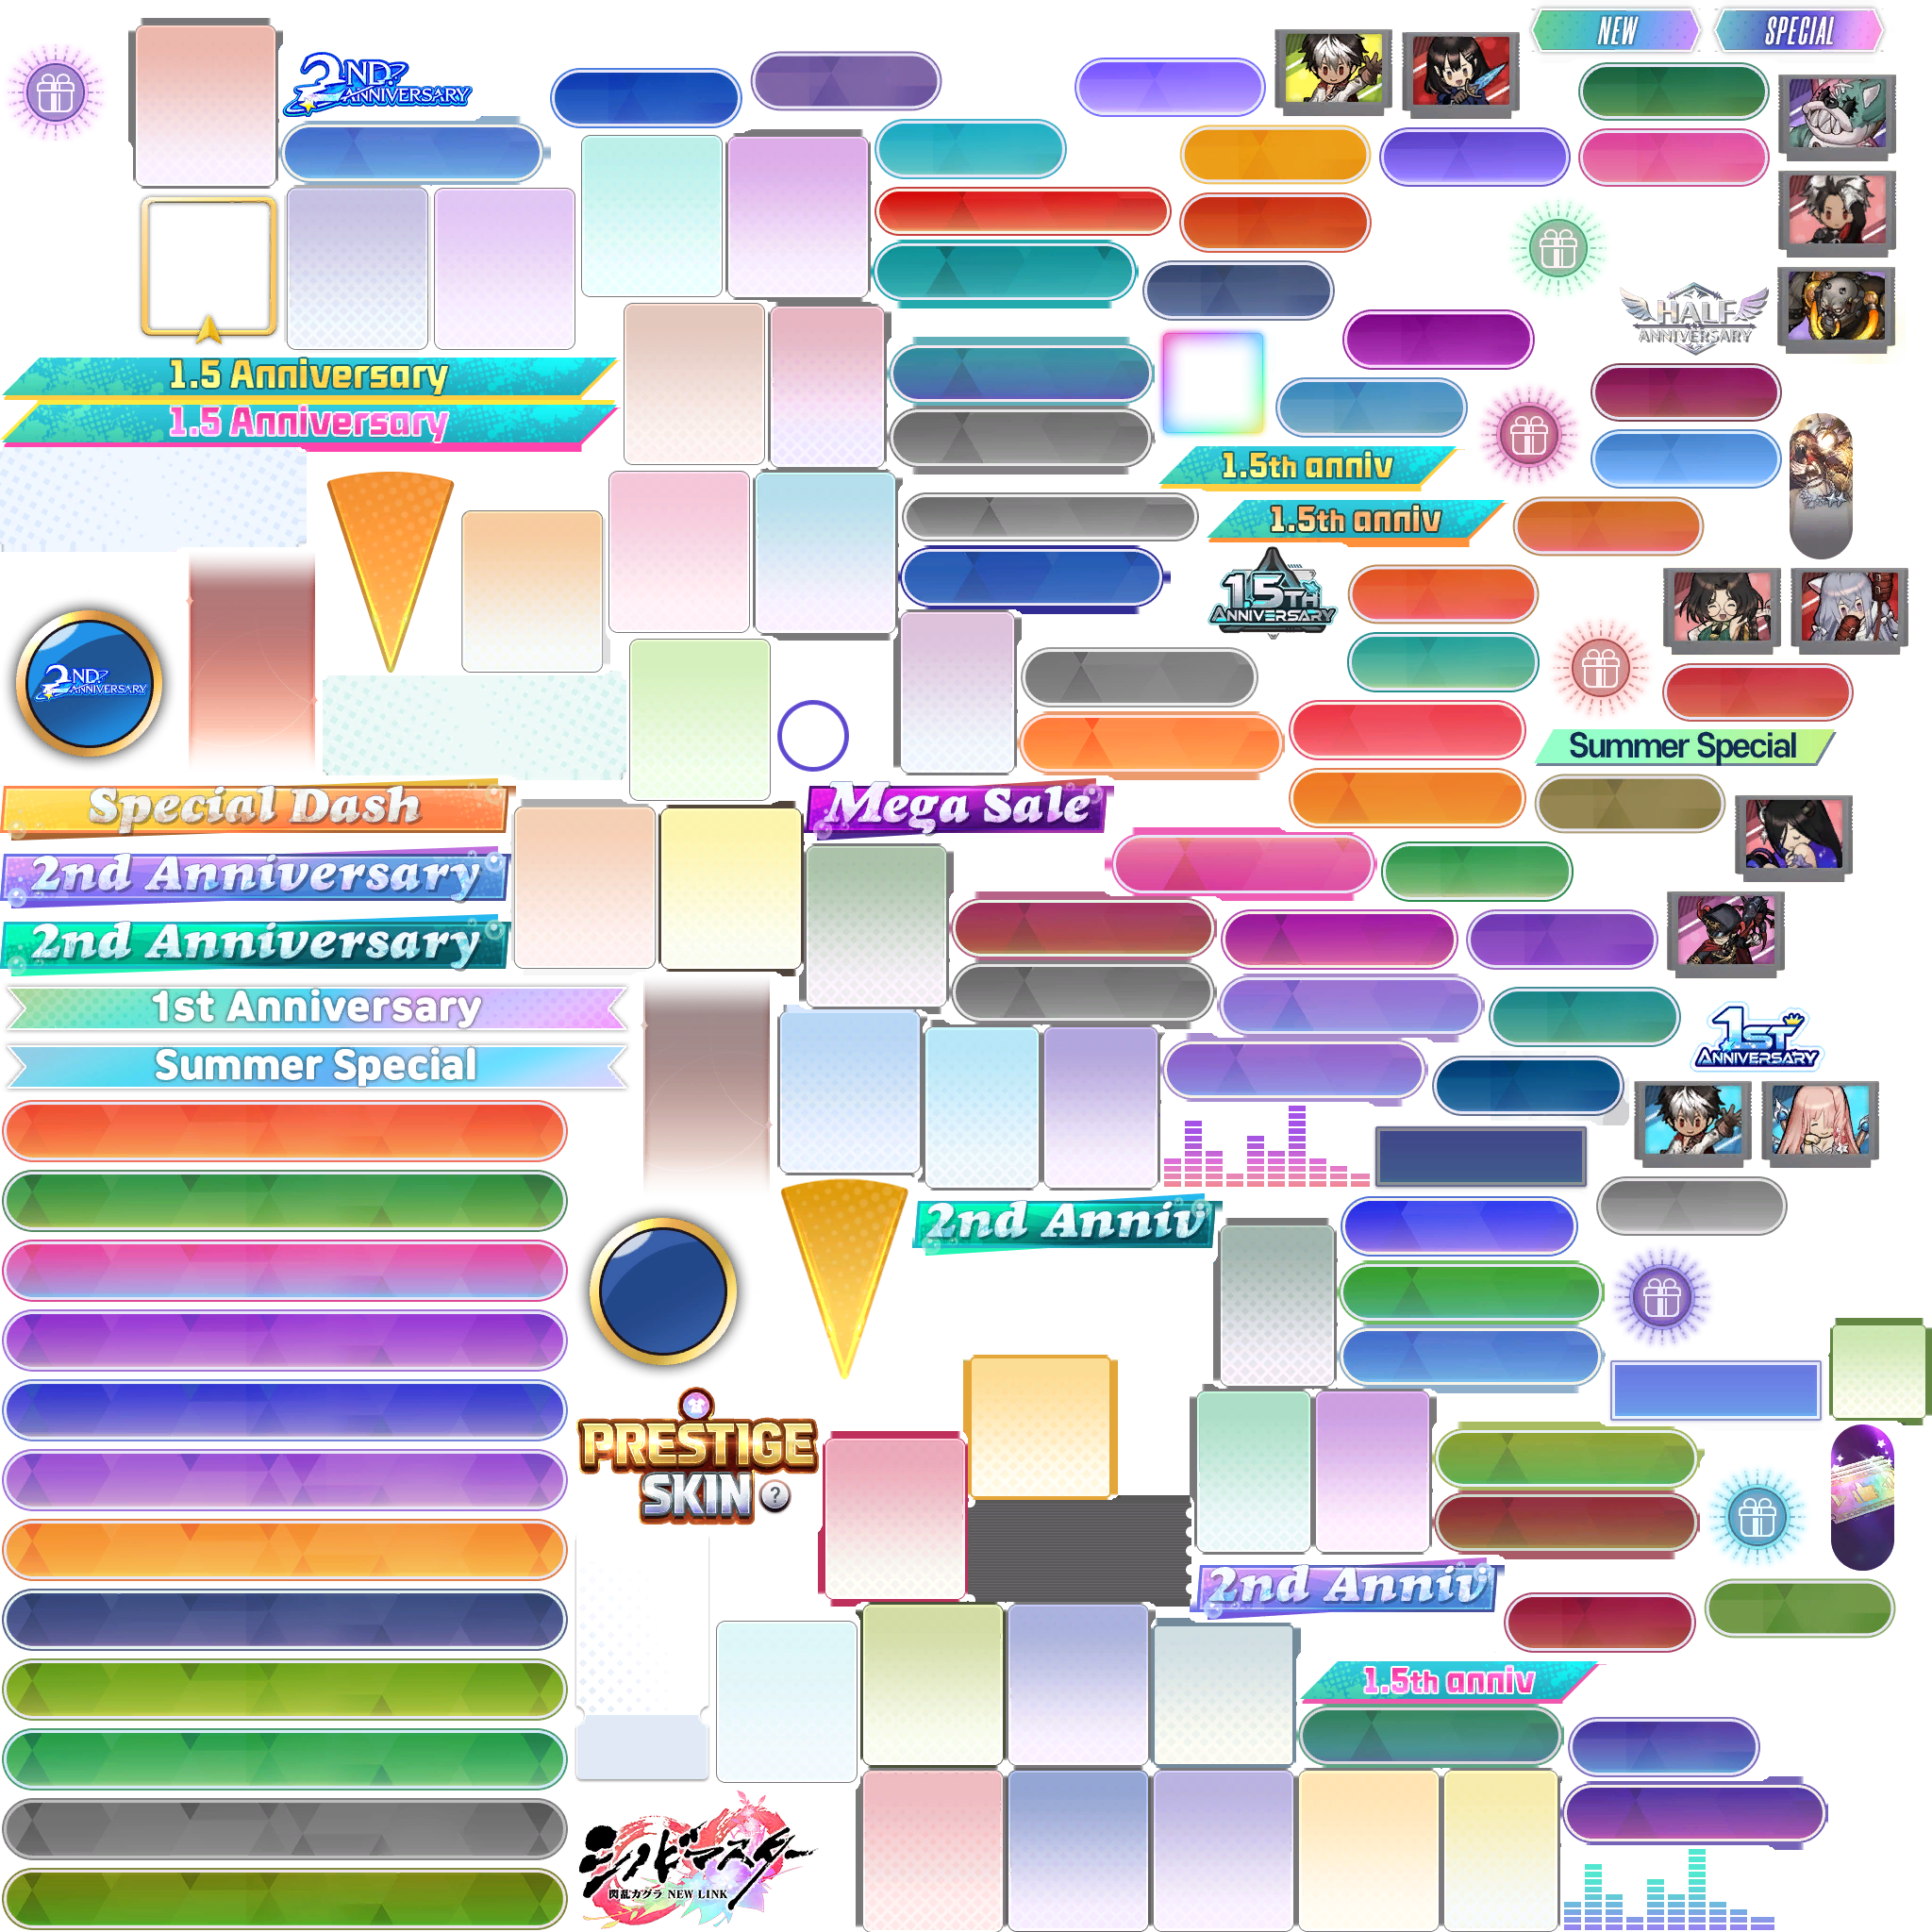 NEW
SPECIAL
2ND
ANNIVERSARY
HALF
ANNIVERSARY
1.5 Anniversary
1.5 Anniversary
1.5th anniv
1.5th anniv
1.5TH
ANNIVERSARY
2ND
ANNIVERSARY
Summer Special
Special Dash
Mega Sale
2nd Anniversary
2nd Anniversary
1st Anniversary
1ST
ANNIVERSARY
Summer Special
2nd Anniv
PRESTIGE
SKIN ?
2nd Anniv
1.5th anniv
シノビマスター
閃乱カグラ NEW LINK